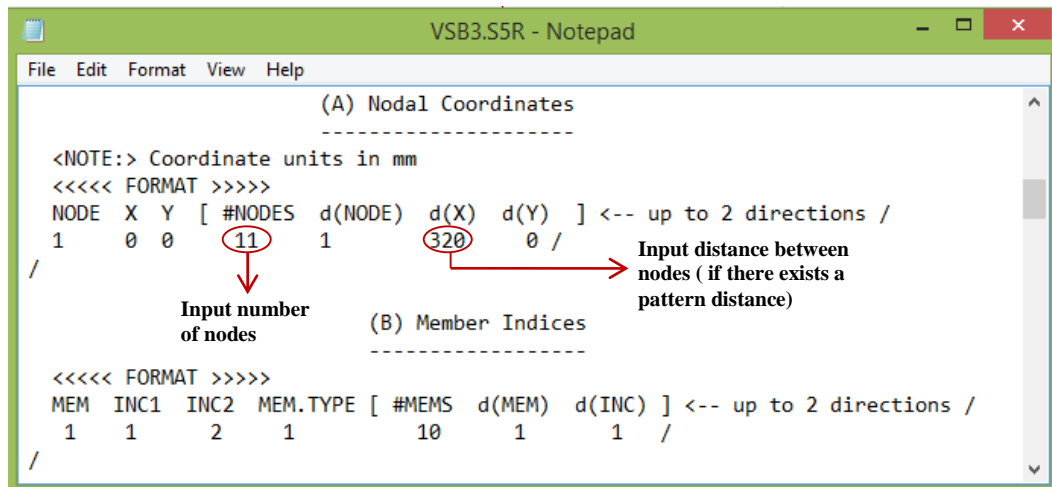 VSB3.S5R - Notepad
File Edit Format View Help
(A) Nodal Coordinates
---------------------
<NOTE:> Coordinate units in mm
<<<<< FORMAT >>>>>
NODE X Y [ #NODES d(NODE) d(X) d(Y) ] <-- up to 2 directions /
1 0 0 11 1 320 0 /
/
Input number
of nodes
Input distance between
nodes ( if there exists a
pattern distance)
(B) Member Indices
------------------
<<<<< FORMAT >>>>>
MEM INC1 INC2 MEM.TYPE [ #MEMS d(MEM) d(INC) ] <-- up to 2 directions /
1 1 2 1 10 1 1 /
/